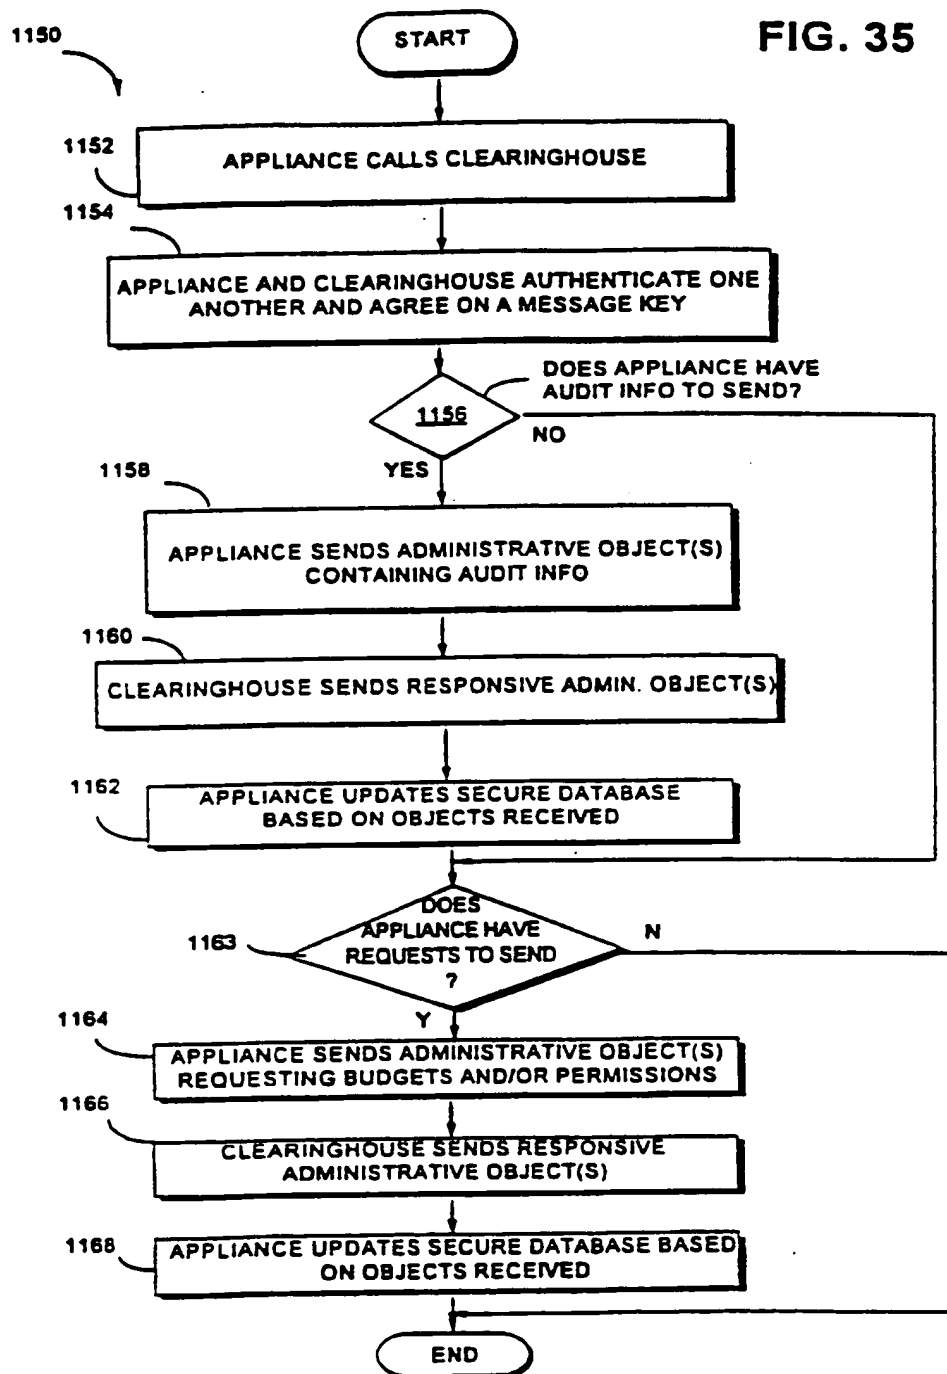 1150
START
FIG. 35
1152
APPLIANCE CALLS CLEARINGHOUSE
1154
APPLIANCE AND CLEARINGHOUSE AUTHENTICATE ONE
ANOTHER AND AGREE ON A MESSAGE KEY
DOES APPLIANCE HAVE
AUDIT INFO TO SEND?
1156
NO
YES
1158
APPLIANCE SENDS ADMINISTRATIVE OBJECT(S)
CONTAINING AUDIT INFO
1160
CLEARINGHOUSE SENDS RESPONSIVE ADMIN. OBJECT(S)
1162
APPLIANCE UPDATES SECURE DATABASE
BASED ON OBJECTS RECEIVED
DOES
APPLIANCE HAVE
REQUESTS TO SEND
?
1163
N
Y
1164
APPLIANCE SENDS ADMINISTRATIVE OBJECT(S)
REQUESTING BUDGETS AND/OR PERMISSIONS
1166
CLEARINGHOUSE SENDS RESPONSIVE
ADMINISTRATIVE OBJECT(S)
1168
APPLIANCE UPDATES SECURE DATABASE BASED
ON OBJECTS RECEIVED
END